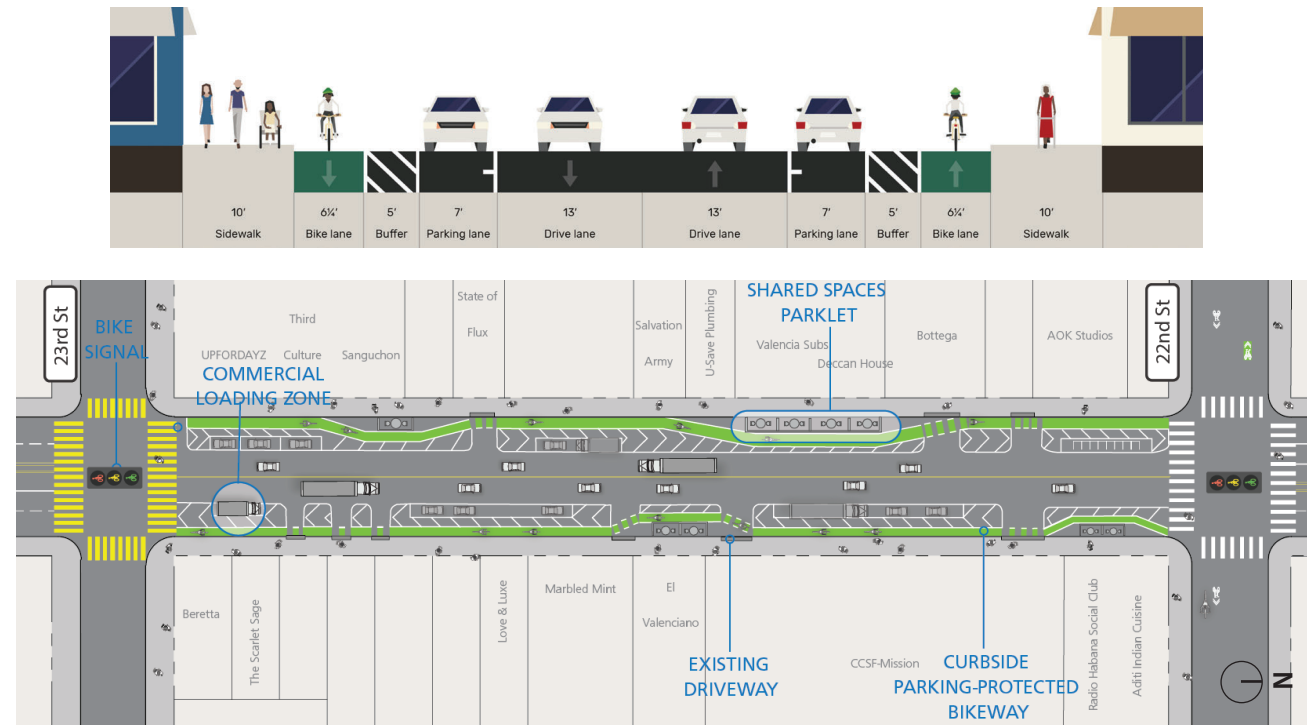 10' 6¼' 5' 7' 13' 13' 7' 5' 6¼' 10'
Sidewalk Bike lane Buffer Parking lane Drive lane Drive lane Parking lane Buffer Bike lane Sidewalk
23rd St
BIKE
SIGNAL
UPFORDAYZ
Third
Culture
Sanguchon
COMMERCIAL
LOADING ZONE
State of
Flux
Salvation
Army
U-Save Plumbing
SHARED SPACES
PARKLET
Valencia Subs
Deccan House
Bottega
AOK Studios
22nd St
Beretta
The Scarlet Sage
Love & Luxe
Marbled Mint
El
Valenciano
EXISTING
DRIVEWAY
CCSF-Mission
CURBSIDE
PARKING-PROTECTED
BIKEWAY
Radio Habana Social Club
Aditi Indian Cuisine
N